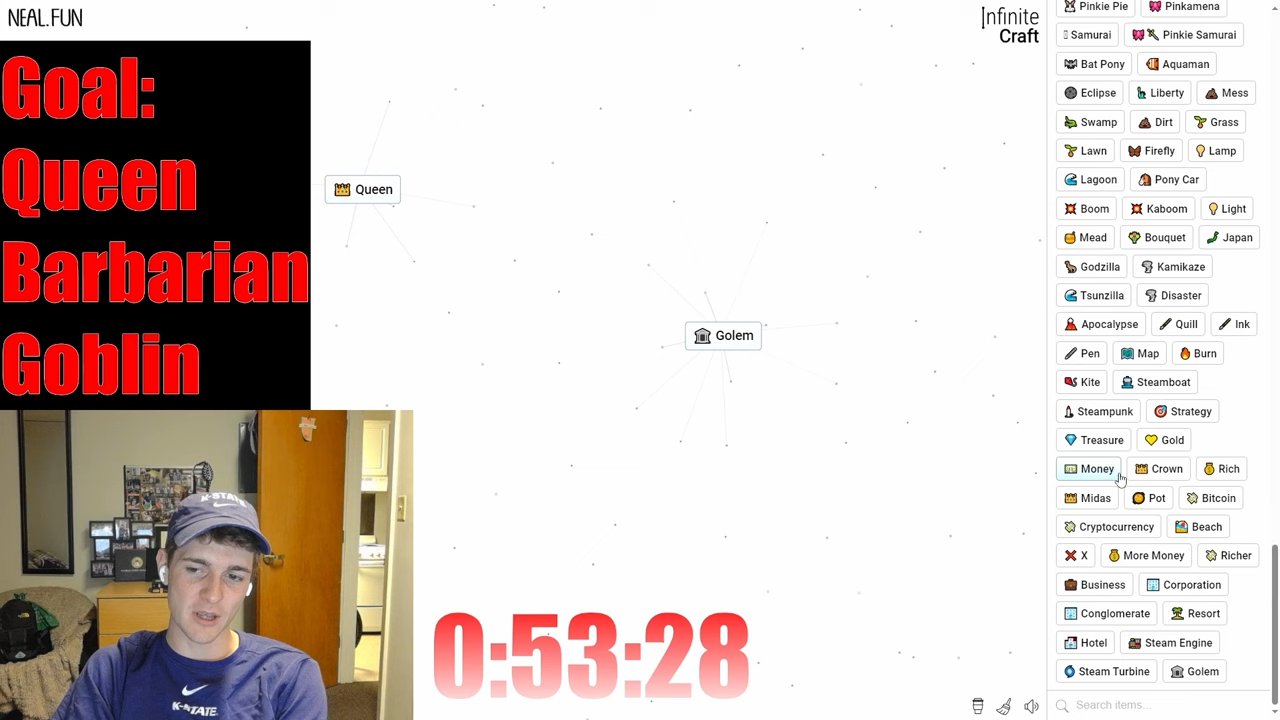 NEAL.FUN
Infinite
Craft
Goal:
Queen
Barbarian
Goblin
Queen
Golem
0:53:28
K-STATE
K-STATE
Pinkie Pie Pinkamena
Samurai Pinkie Samurai
Bat Pony Aquaman
Eclipse Liberty Mess
Swamp Dirt Grass
Lawn Firefly Lamp
Lagoon Pony Car
Boom Kaboom Light
Mead Bouquet Japan
Godzilla Kamikaze
Tsunzilla Disaster
Apocalypse Quill Ink
Pen Map Burn
Kite Steamboat
Steampunk Strategy
Treasure Gold
Money Crown Rich
Midas Pot Bitcoin
Cryptocurrency Beach
X More Money Richer
Business Corporation
Conglomerate Resort
Hotel Steam Engine
Steam Turbine Golem
Search items...